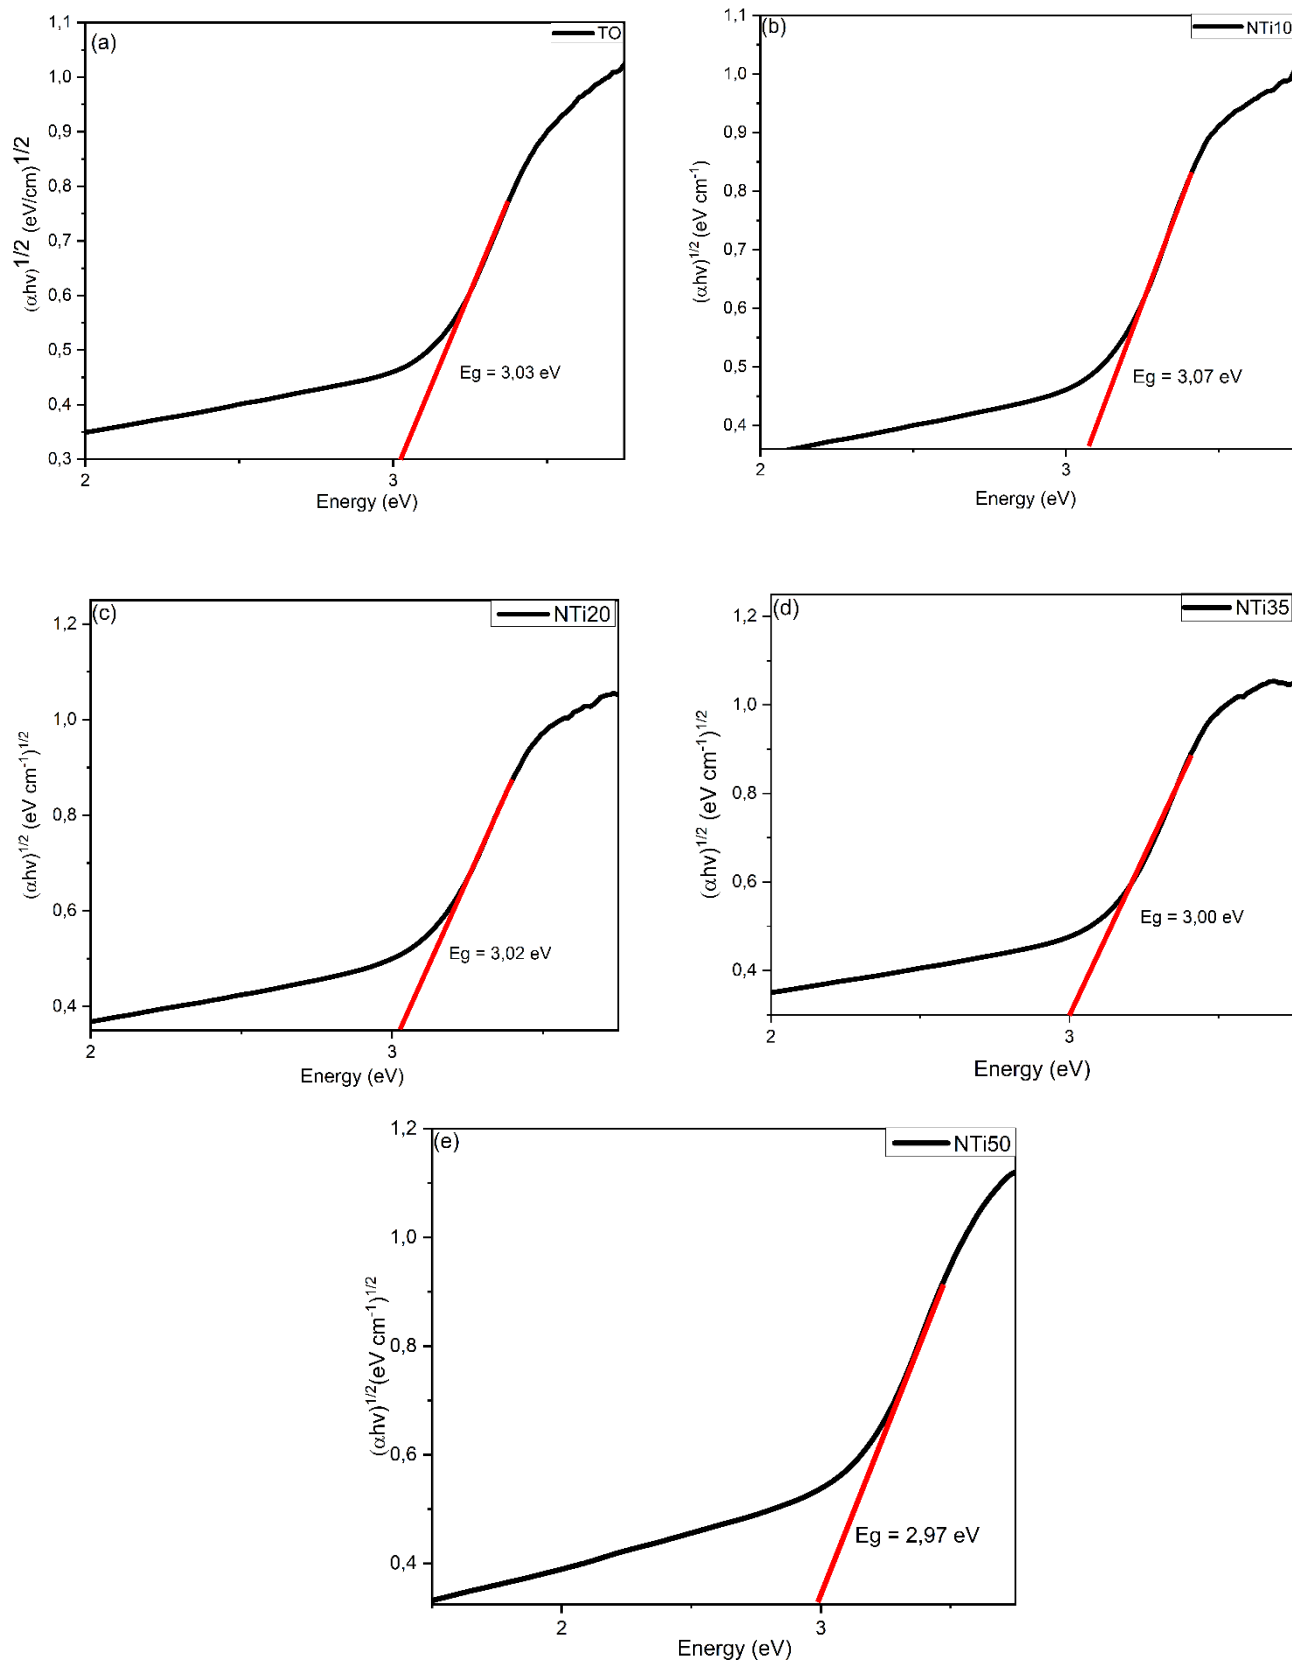 (a)
TO
1,1
1,0
0,9
0,8
0,7
0,6
0,5
0,4
0,3
(αhν)1/2 (eV/cm)1/2
Eg = 3,03 eV
2 3
Energy (eV)
(b)
NTi10
1,1
1,0
0,9
0,8
0,7
0,6
0,5
0,4
(αhν)1/2 (eV cm-1)
Eg = 3,07 eV
2 3
Energy (eV)
(c)
NTi20
1,2
1,0
0,8
0,6
0,4
(αhν)1/2 (eV cm-1)1/2
Eg = 3,02 eV
2 3
Energy (eV)
(d)
NTi35
1,2
1,0
0,8
0,6
0,4
(αhν)1/2 (eV cm-1)1/2
Eg = 3,00 eV
2 3
Energy (eV)
(e)
NTi50
1,2
1,0
0,8
0,6
0,4
(αhν)1/2(eV cm-1)1/2
Eg = 2,97 eV
2 3
Energy (eV)